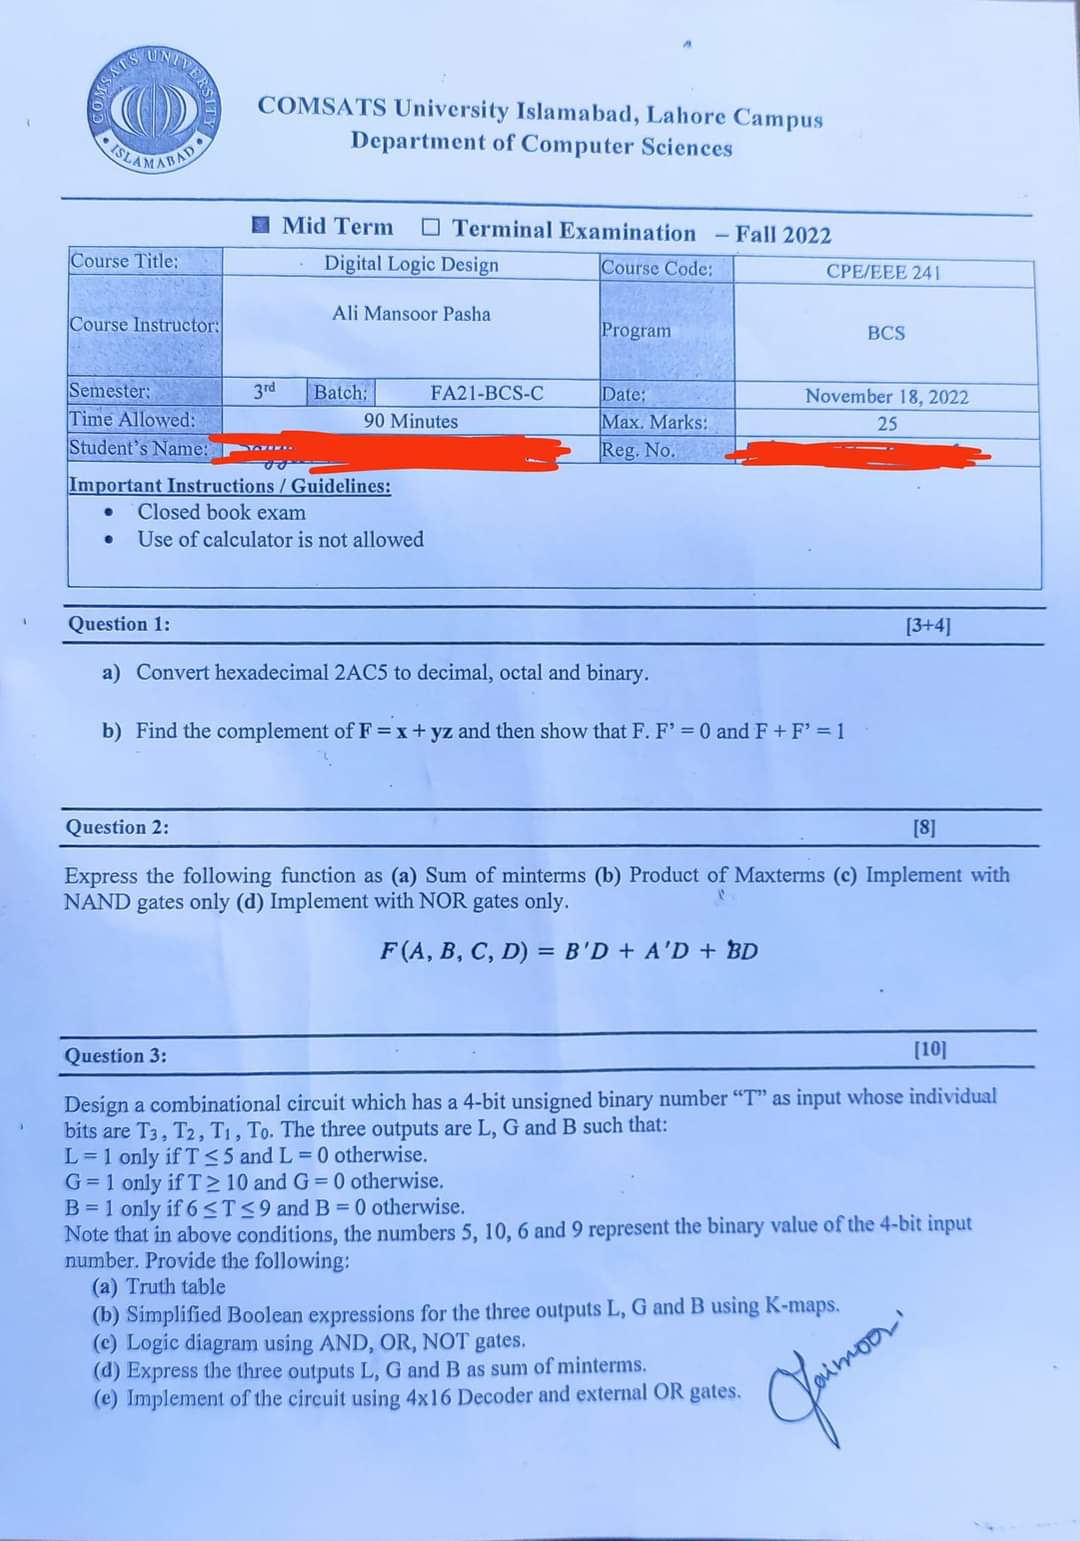 COMSATS UNIVERSITY
ISLAMABAD
COMSATS University Islamabad, Lahore Campus
Department of Computer Sciences
■ Mid Term ☐ Terminal Examination – Fall 2022
Course Title: Digital Logic Design Course Code: CPE/EEE 241
Course Instructor: Ali Mansoor Pasha Program BCS
Semester: 3rd Batch: FA21-BCS-C Date: November 18, 2022
Time Allowed: 90 Minutes Max. Marks: 25
Student's Name: Reg. No.
Important Instructions / Guidelines:
• Closed book exam
• Use of calculator is not allowed
Question 1: [3+4]
a) Convert hexadecimal 2AC5 to decimal, octal and binary.
b) Find the complement of F = x + yz and then show that F. F' = 0 and F + F' = 1
Question 2: [8]
Express the following function as (a) Sum of minterms (b) Product of Maxterms (c) Implement with
NAND gates only (d) Implement with NOR gates only.
F(A, B, C, D) = B'D + A'D + BD
Question 3: [10]
Design a combinational circuit which has a 4-bit unsigned binary number “T” as input whose individual
bits are T3, T2, T1, T0. The three outputs are L, G and B such that:
L = 1 only if T ≤ 5 and L = 0 otherwise.
G = 1 only if T ≥ 10 and G = 0 otherwise.
B = 1 only if 6 ≤ T ≤ 9 and B = 0 otherwise.
Note that in above conditions, the numbers 5, 10, 6 and 9 represent the binary value of the 4-bit input
number. Provide the following:
(a) Truth table
(b) Simplified Boolean expressions for the three outputs L, G and B using K-maps.
(c) Logic diagram using AND, OR, NOT gates.
(d) Express the three outputs L, G and B as sum of minterms.
(e) Implement of the circuit using 4x16 Decoder and external OR gates.